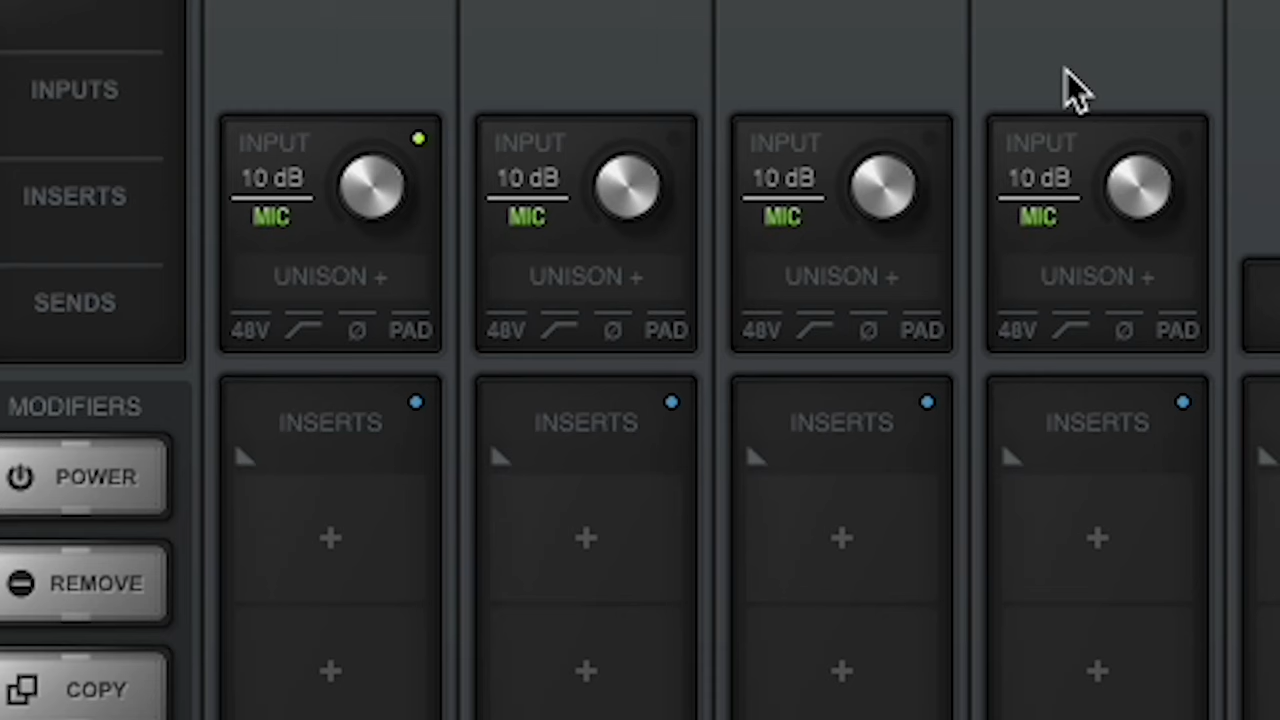 INPUTS
INSERTS
SENDS
MODIFIERS
POWER
REMOVE
COPY
INPUT
10 dB
MIC
UNISON +
48V Ø PAD
INSERTS
+
+
INPUT
10 dB
MIC
UNISON +
48V Ø PAD
INSERTS
+
+
INPUT
10 dB
MIC
UNISON +
48V Ø PAD
INSERTS
+
+
INPUT
10 dB
MIC
UNISON +
48V Ø PAD
INSERTS
+
+